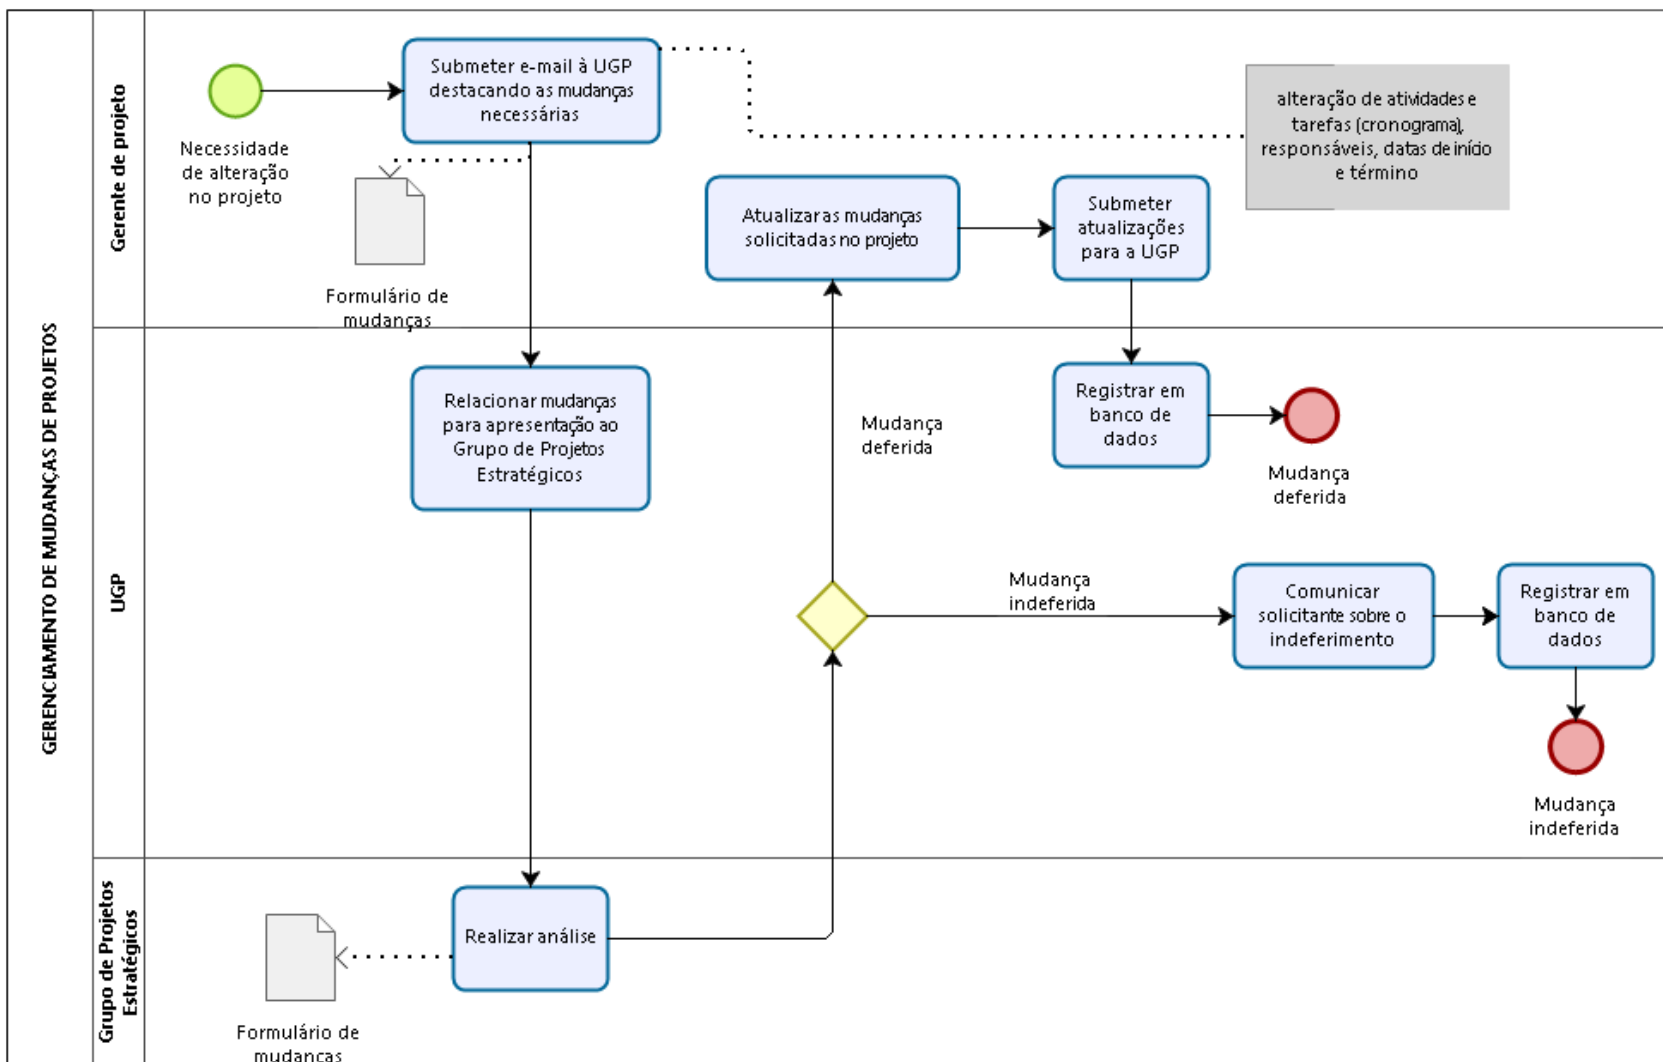 GERENCIAMENTO DE MUDANÇAS DE PROJETOS
Gerente de projeto
Necessidade
de alteração
no projeto
Submeter e-mail à UGP
destacando as mudanças
necessárias
Formulário de
mudanças
alteração de atividades e
tarefas (cronograma),
responsáveis, datas de início
e término
Atualizar as mudanças
solicitadas no projeto
Submeter
atualizações
para a UGP
UGP
Relacionar mudanças
para apresentação ao
Grupo de Projetos
Estratégicos
Mudança
deferida
Registrar em
banco de
dados
Mudança
deferida
Mudança
indeferida
Comunicar
solicitante sobre o
indeferimento
Registrar em
banco de
dados
Mudança
indeferida
Grupo de Projetos
Estratégicos
Realizar análise
Formulário de
mudanças